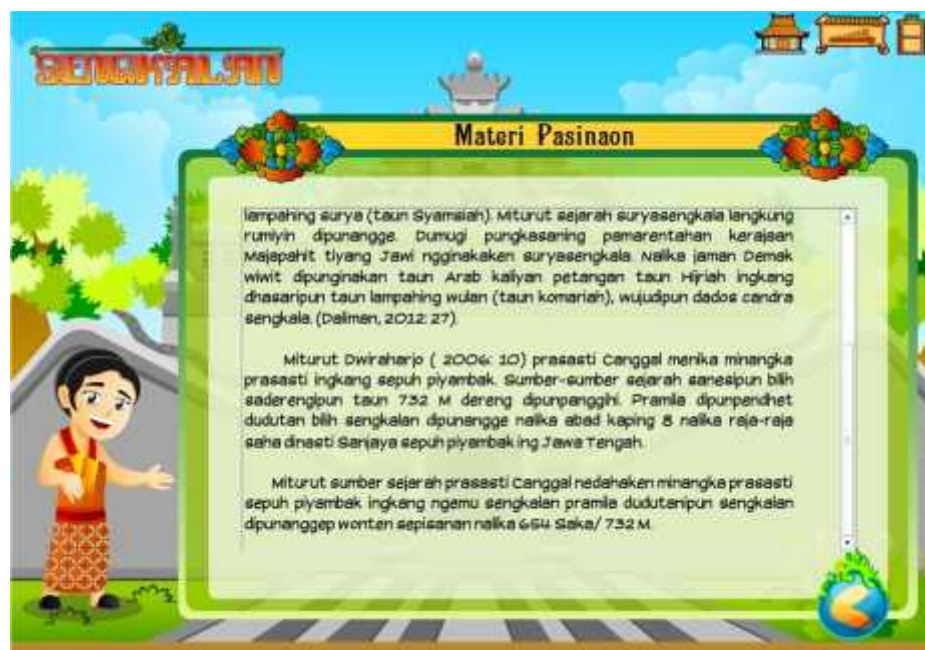 SENGKALAN
Materi Pasinaon
lampahing surya (taun Syamsiah). Miturut sejarah suryasengkala langkung
rumiyin dipunangge. Dumugi pungkasaning pamarentahan kerajaan
Majapahit tiyang Jawi ngginakaken suryasengkala. Nalika jaman Demak
wiwit dipunginakan taun Arab kaliyan petangan taun Hijriah ingkang
dhasaripun taun lampahing wulan (taun komariah), wujudipun dados candra
sengkala. (Daliman, 2012: 27).
Miturut Dwiraharjo ( 2006: 10) prasasti Canggal menika minangka
prasasti ingkang sepuh piyambak. Sumber-sumber sejarah sanesipun bilih
saderengipun taun 732 M dereng dipunpanggihi. Pramila dipunpendhet
dudutan bilih sengkalan dipunangge nalika abad kaping 8 nalika raja-raja
saha dinasti Sanjaya sepuh piyambak ing Jawa Tengah.
Miturut sumber sejarah prasasti Canggal nedahaken minangka prasasti
sepuh piyambak ingkang ngemu sengkalan pramila dudutanipun sengkalan
dipunanggep wonten sepisanan nalika 654 Saka/ 732 M.